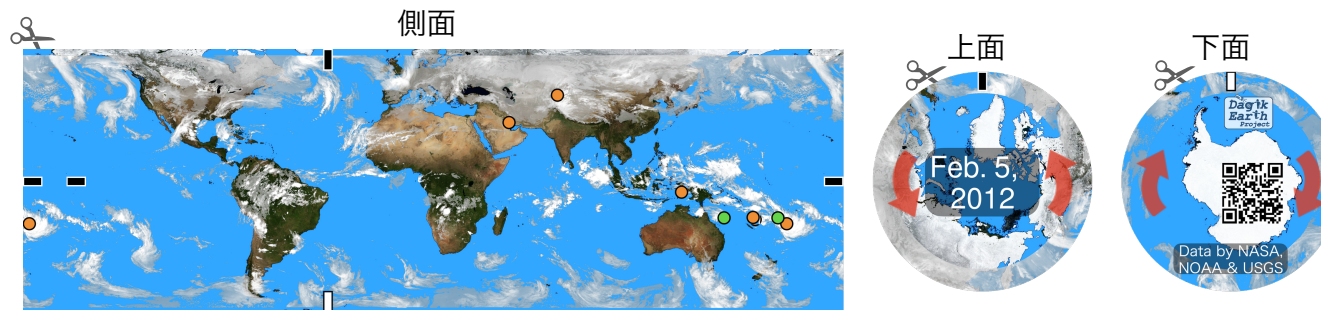 側面
上面
下面
Feb. 5,
2012
Dagik
Earth
Project
Data by NASA,
NOAA & USGS